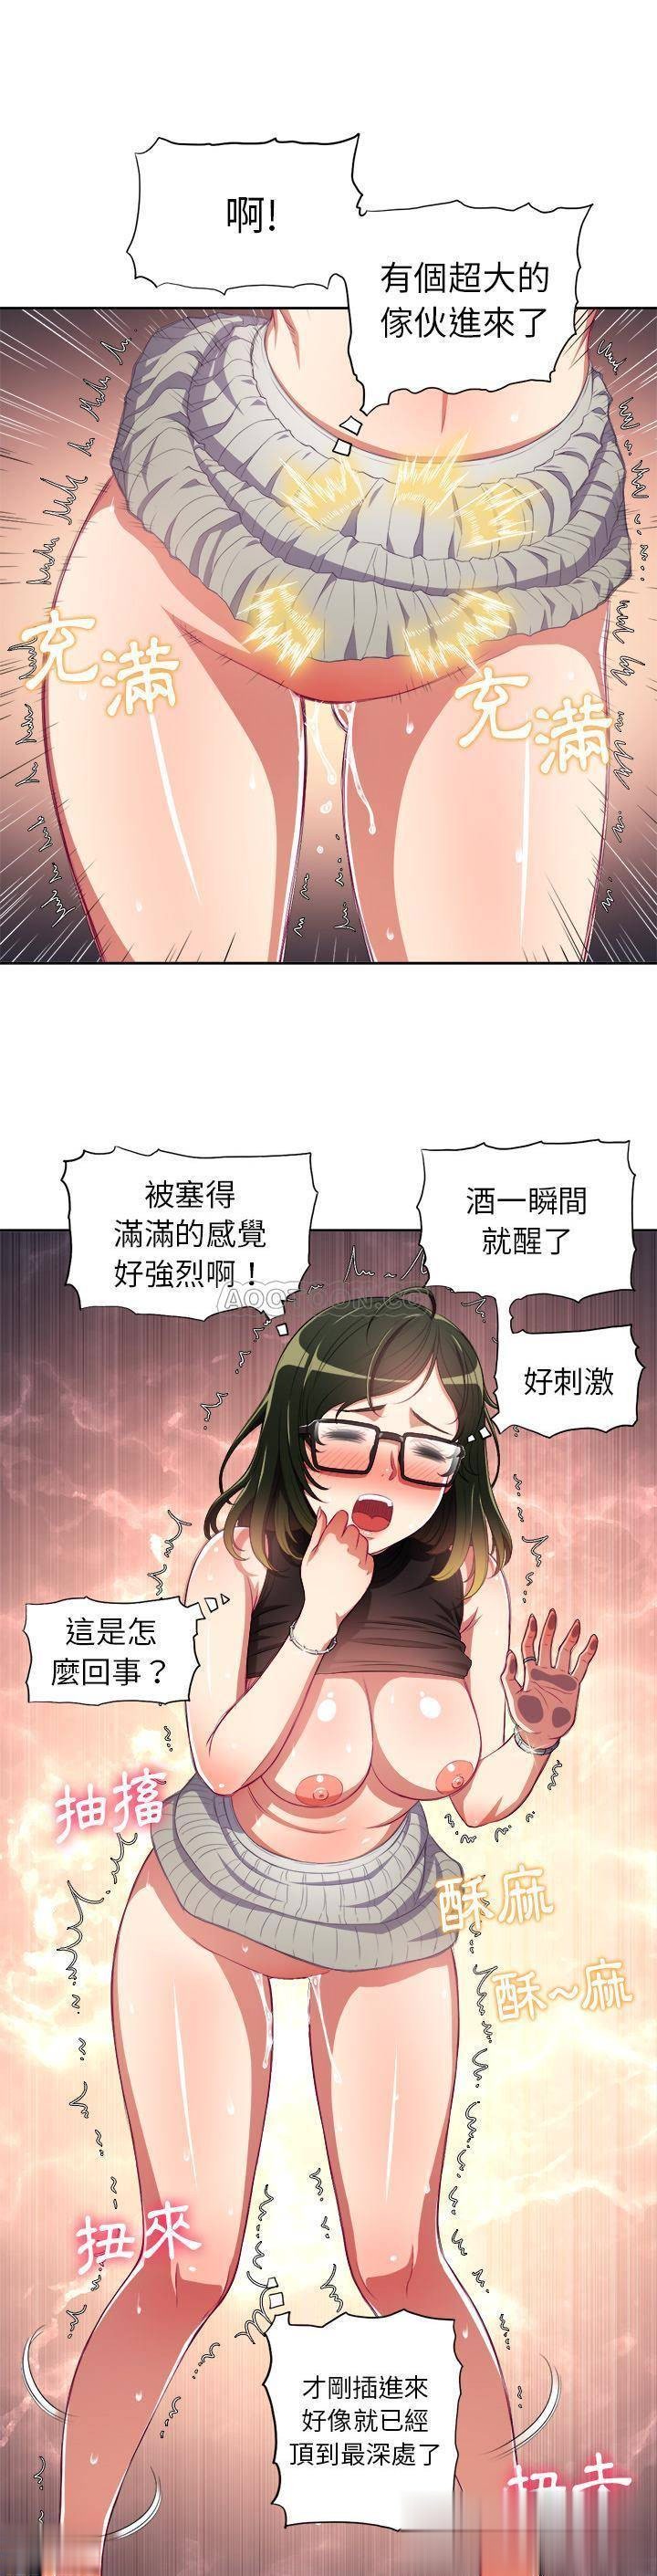 啊!
有個超大的
傢伙進來了
充滿
充滿
被塞得
滿滿的感覺
好強烈啊！
酒一瞬間
就醒了
好刺激
這是怎
麼回事？
抽搐
酥麻
酥~麻
扭來
才剛插進來
好像就已經
頂到最深處了
扭去